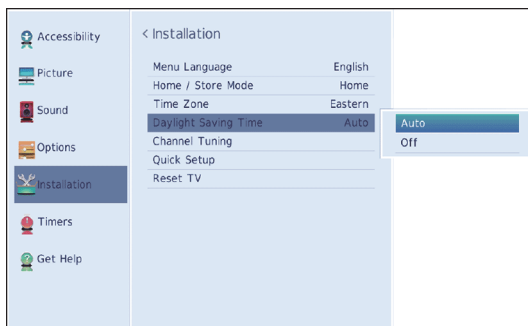 Accessibility
Picture
Sound
Options
Installation
Timers
Get Help
< Installation
Menu Language English
Home / Store Mode Home
Time Zone Eastern
Daylight Saving Time Auto
Channel Tuning
Quick Setup
Reset TV
Auto
Off